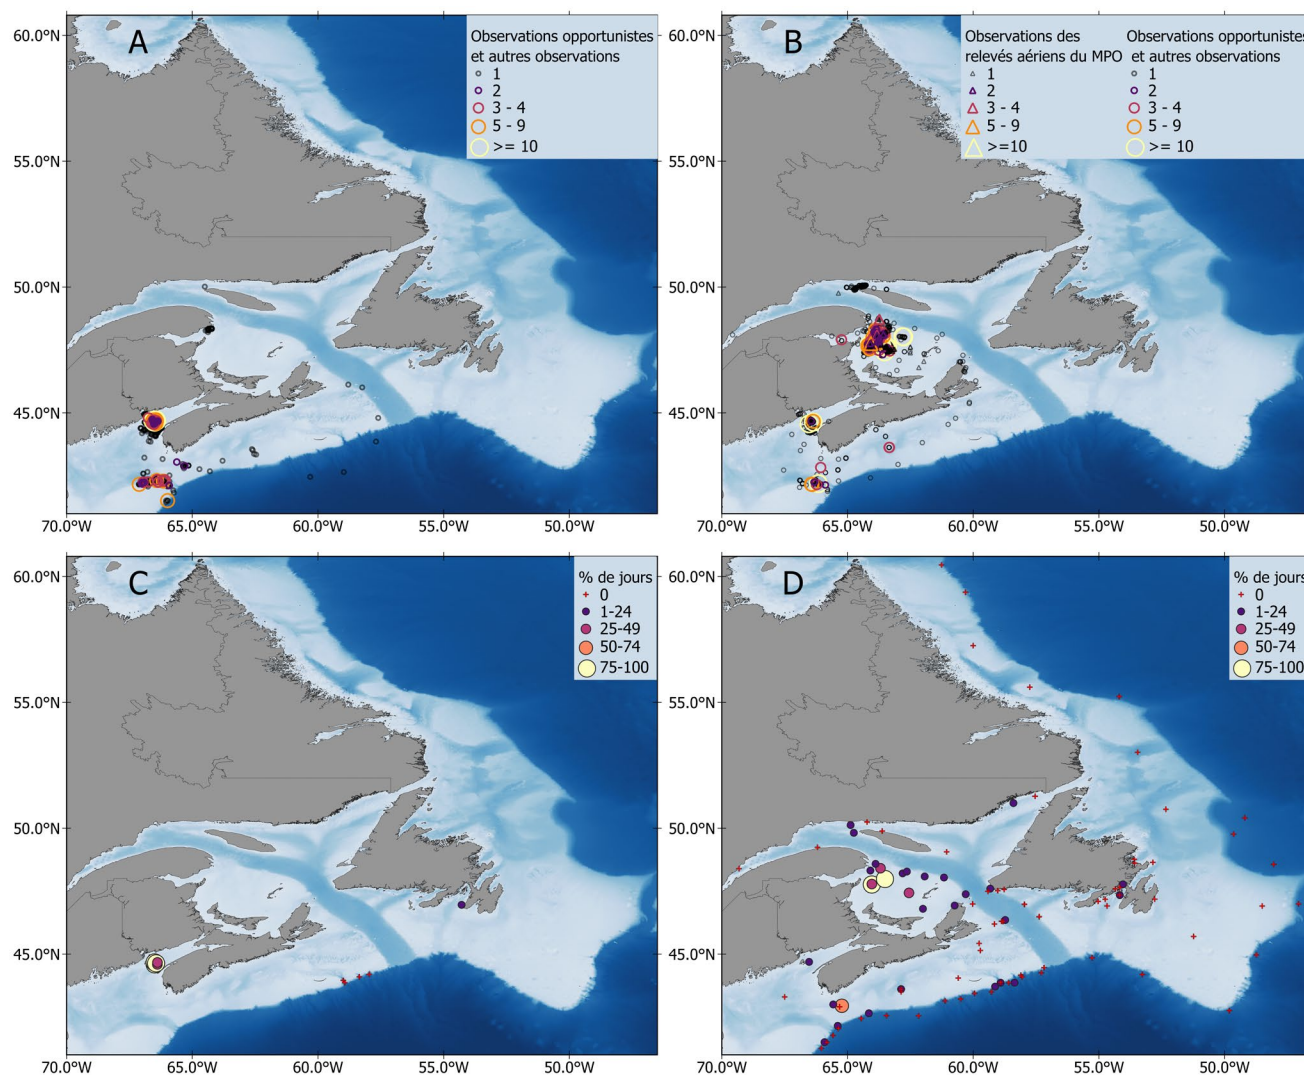 A
Observations opportunistes
et autres observations
1
2
3 - 4
5 - 9
>= 10
60.0°N
55.0°N
50.0°N
45.0°N
70.0°W
65.0°W
60.0°W
55.0°W
50.0°W
B
Observations des
relevés aériens du MPO
1
2
3 - 4
5 - 9
>=10
Observations opportunistes
et autres observations
1
2
3 - 4
5 - 9
>= 10
60.0°N
55.0°N
50.0°N
45.0°N
70.0°W
65.0°W
60.0°W
55.0°W
50.0°W
C
% de jours
0
1-24
25-49
50-74
75-100
60.0°N
55.0°N
50.0°N
45.0°N
70.0°W
65.0°W
60.0°W
55.0°W
50.0°W
D
% de jours
0
1-24
25-49
50-74
75-100
60.0°N
55.0°N
50.0°N
45.0°N
70.0°W
65.0°W
60.0°W
55.0°W
50.0°W